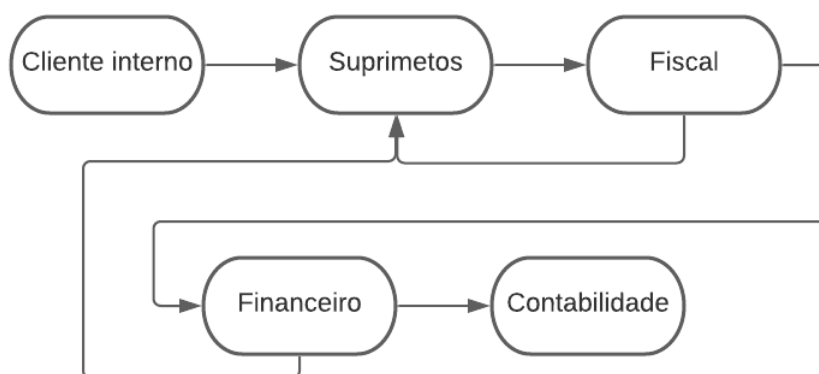 Cliente interno
Suprimetos
Fiscal
Financeiro
Contabilidade